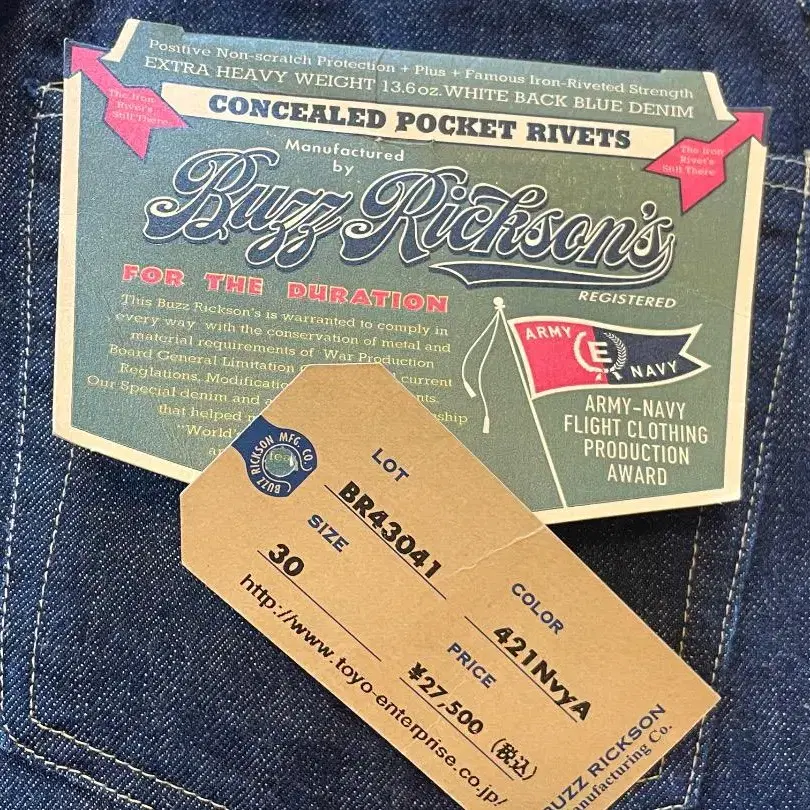 Positive Non-scratch Protection + Plus + Famous Iron-Riveted Strength
EXTRA HEAVY WEIGHT 13.6oz. WHITE BACK BLUE DENIM
CONCEALED POCKET RIVETS
The Iron
Rivet's
Still There
The Iron
Rivet's
Still There
Manufactured
by
Buzz Rickson's
REGISTERED
FOR THE DURATION
This Buzz Rickson's is warranted to comply in
every way with the conservation of metal and
material requirements of War Production
Board General Limitation current
Reglations, Modificatio
Our Special denim and
that helped
"World'
ARMY E NAVY
ARMY-NAVY
FLIGHT CLOTHING
PRODUCTION
AWARD
BUZZ RICKSON MFG. CO.
LOT
BR43041
SIZE
30
COLOR
421NvyA
PRICE
¥27,500 (税込)
http://www.toyo-enterprise.co.jp/
BUZZ RICKSON
Manufacturing Co.